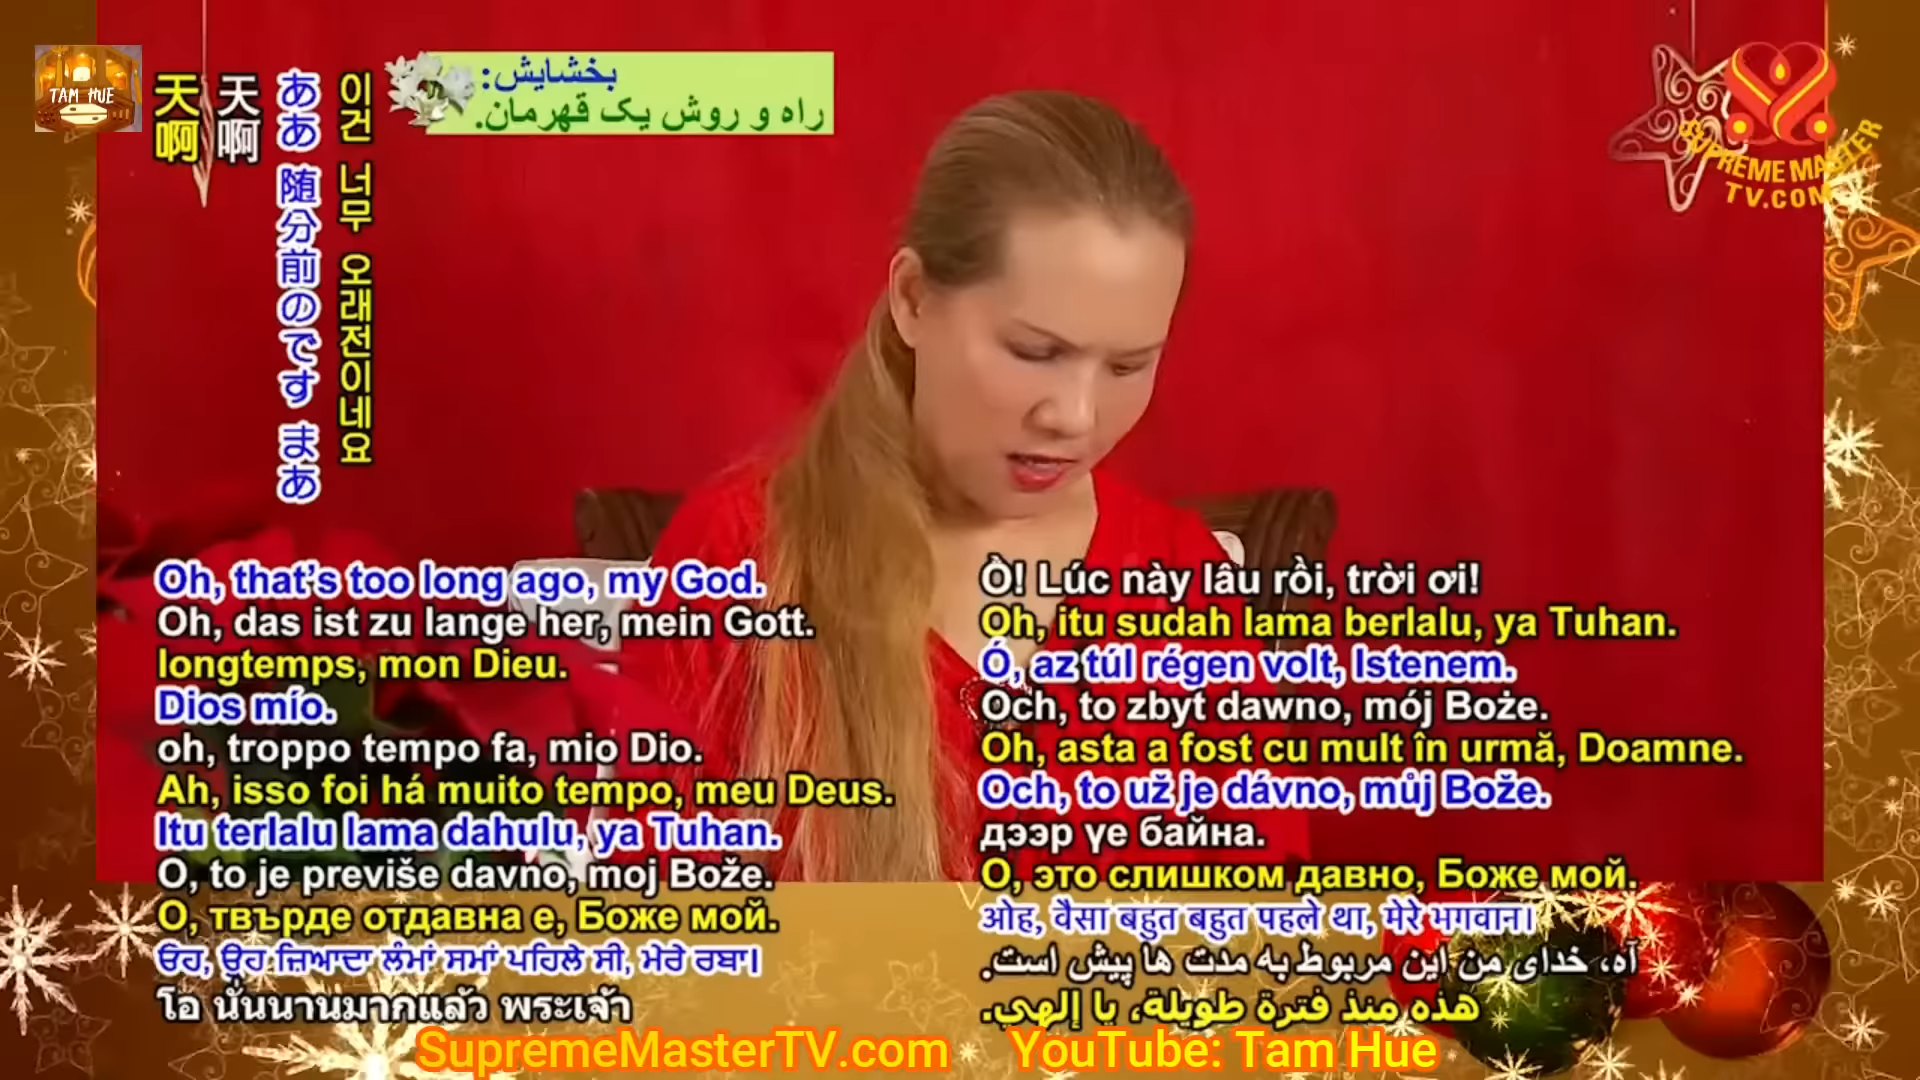 TAM HUE
天啊
天啊
ああ 随分前のです まあ
이건 너무 오래전이네요
بخشایش:
راه و روش یک قهرمان.
SUPREME MASTER
TV.COM
Oh, that's too long ago, my God.
Oh, das ist zu lange her, mein Gott.
longtemps, mon Dieu.
Dios mío.
oh, troppo tempo fa, mio Dio.
Ah, isso foi há muito tempo, meu Deus.
Itu terlalu lama dahulu, ya Tuhan.
O, to je previše davno, moj Bože.
О, твърде отдавна е, Боже мой.
ਓਹ, ਉਹ ਜ਼ਿਆਦਾ ਲੰਮਾਂ ਸਮਾਂ ਪਹਿਲੇ ਸੀ, ਮੇਰੇ ਰਬਾ।
โอ นั่นนานมากแล้ว พระเจ้า
Ồ! Lúc này lâu rồi, trời ơi!
Oh, itu sudah lama berlalu, ya Tuhan.
Ó, az túl régen volt, Istenem.
Och, to zbyt dawno, mój Boże.
Oh, asta a fost cu mult în urmă, Doamne.
Och, to už je dávno, můj Bože.
дээр үе байна.
О, это слишком давно, Боже мой.
ओह, वैसा बहुत बहुत पहले था, मेरे भगवान।
آه، خدای من این مربوط به مدت ها پیش است.
هذه منذ فترة طويلة، يا إلهي.
SupremeMasterTV.com YouTube: Tam Hue